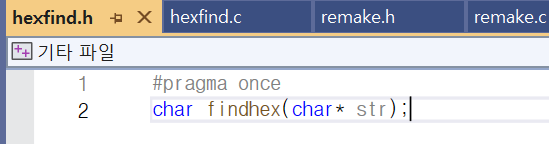 hexfind.h hexfind.c remake.h remake.c
기타 파일
1 #pragma once
2 char findhex(char* str);